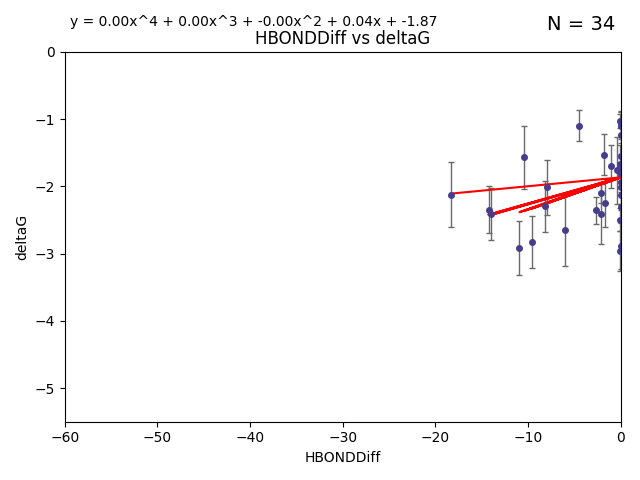 y = 0.00x^4 + 0.00x^3 + -0.00x^2 + 0.04x + -1.87
N = 34
HBONDDiff vs deltaG
0
−1
−2
−3
−4
−5
deltaG
−60 −50 −40 −30 −20 −10 0
HBONDDiff